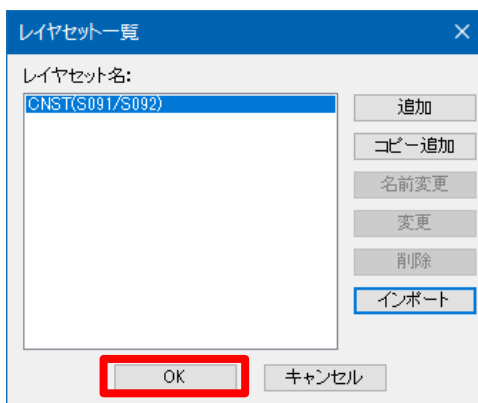 レイヤセット一覧
レイヤセット名:
CNST(S091/S092)
追加
コピー追加
名前変更
変更
削除
インポート
OK
キャンセル